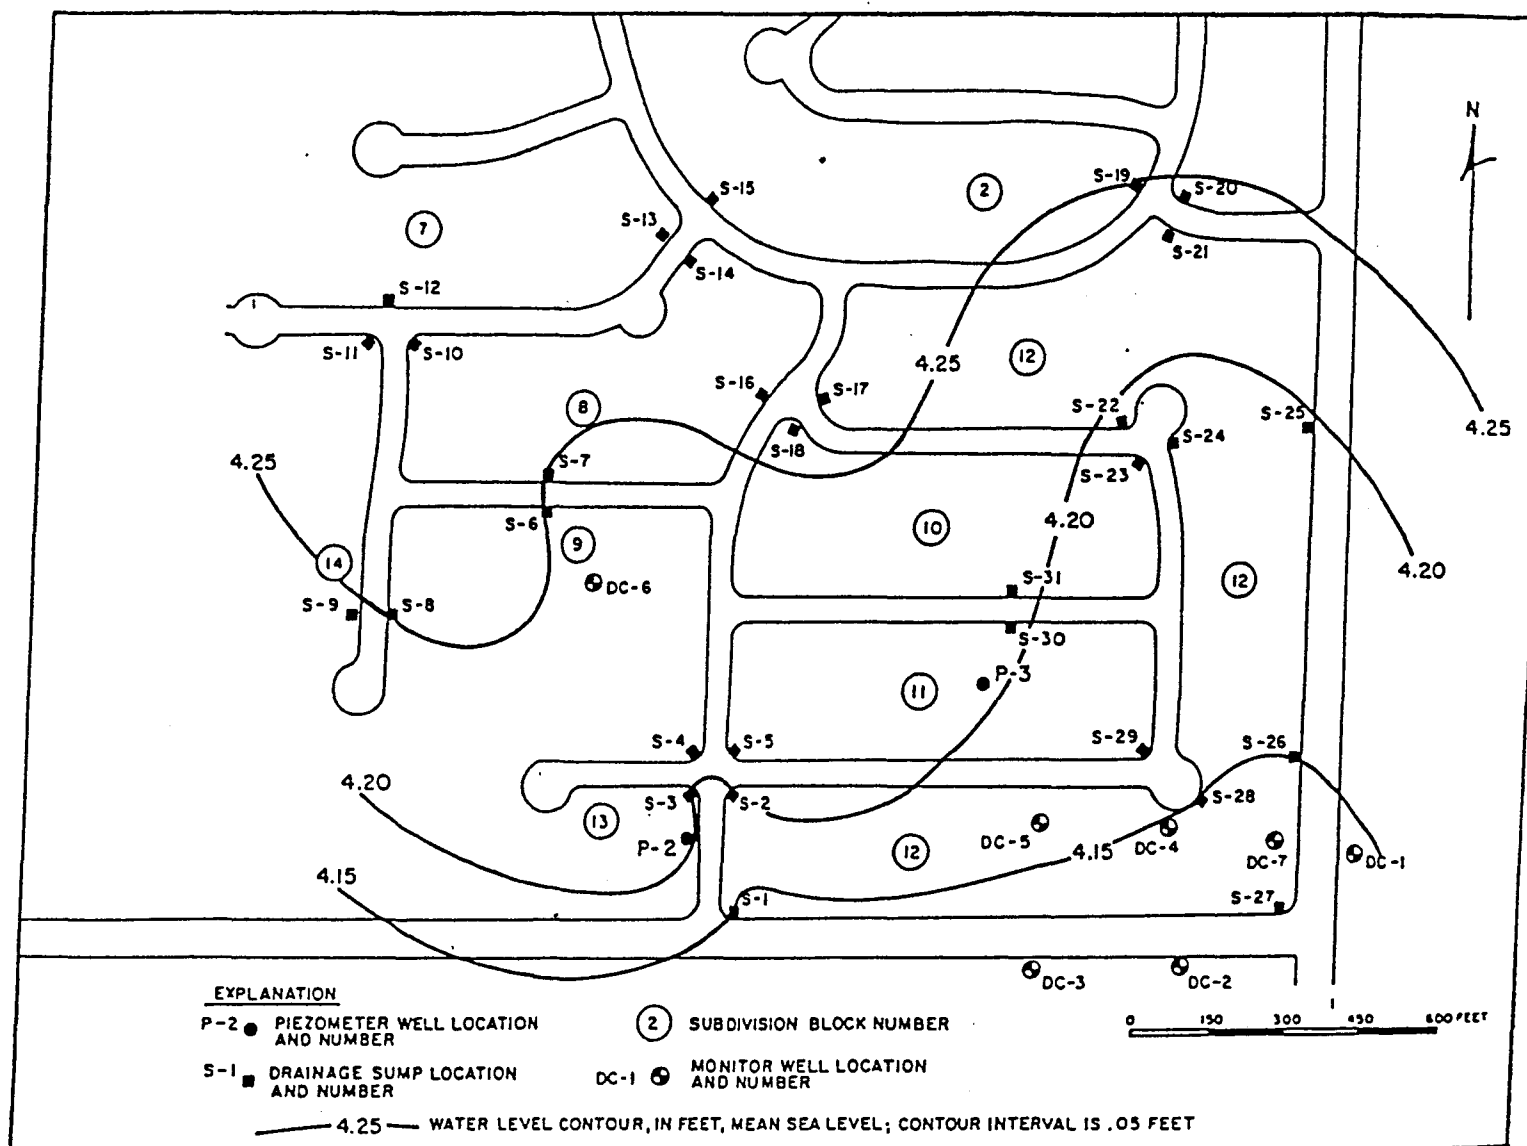 N
S-15
S-19
S-20
2
S-13
7
S-21
S-14
S-12
1
S-11
S-10
12
4.25
S-16
S-17
8
S-22
S-25
4.25
S-18
S-24
4.25
S-7
S-23
4.20
S-6
9
10
14
4.20
DC-6
12
S-31
S-9
S-8
S-30
P-3
11
S-4
S-5
S-29
S-26
4.20
S-3
S-2
S-28
13
P-2
12
DC-5
DC-4
DC-7
4.15
DC-1
4.15
S-1
S-27
DC-3
DC-2
EXPLANATION
P-2 PIEZOMETER WELL LOCATION
AND NUMBER
2 SUBDIVISION BLOCK NUMBER
0 150 300 450 600 FEET
S-1 DRAINAGE SUMP LOCATION
AND NUMBER
DC-1 MONITOR WELL LOCATION
AND NUMBER
4.25 WATER LEVEL CONTOUR, IN FEET, MEAN SEA LEVEL; CONTOUR INTERVAL IS .05 FEET